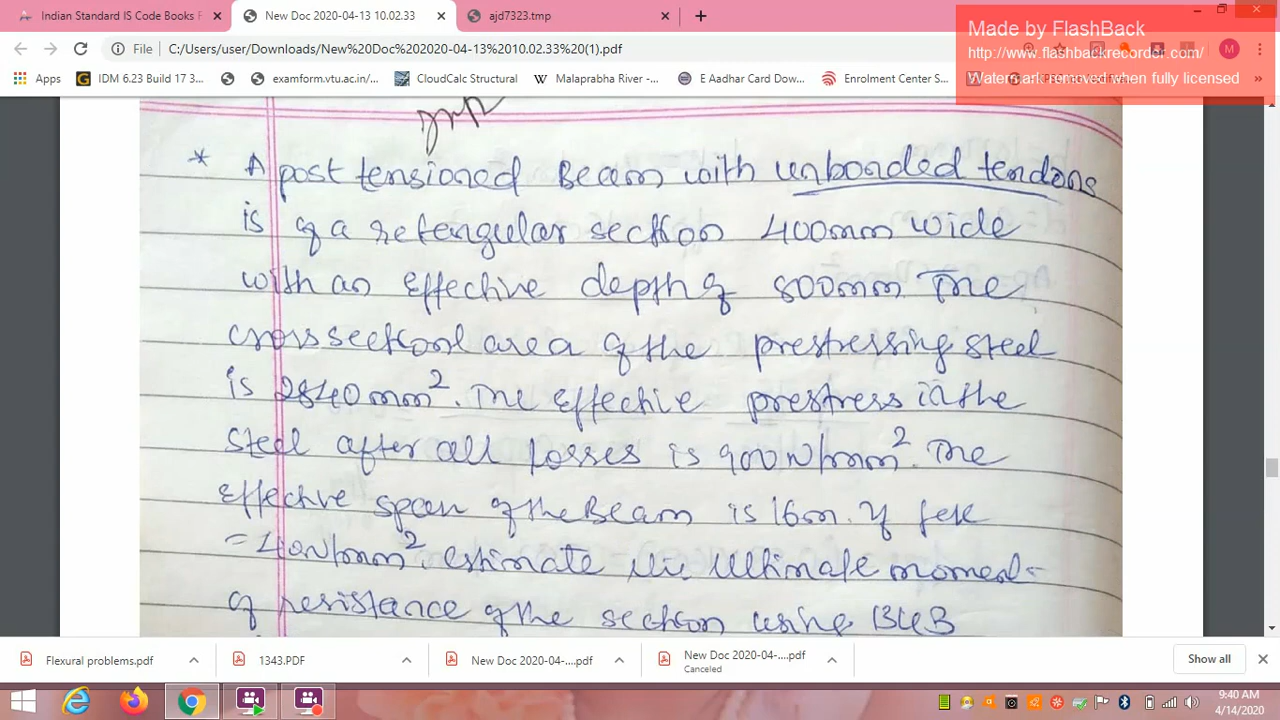 Indian Standard IS Code Books F
New Doc 2020-04-13 10.02.33
ajd7323.tmp
Made by FlashBack
http://www.flashbackrecorder.com/
Watermark removed when fully licensed
File
C:/Users/user/Downloads/New%20Doc%202020-04-13%2010.02.33%20(1).pdf
M
Apps
IDM 6.23 Build 17 3...
examform.vtu.ac.in/...
CloudCalc Structural
Malaprabha River -...
E Aadhar Card Dow...
Enrolment Center S...
»
* A post tensioned Beam with unbonded tendons
is of a retengular section 400mm wide
with an effective depth of 800mm. The
cross sectional area of the prestressing steel
is 2840mm². The effective prestress in the
steel after all losses is 900N/mm². The
effective span of the Beam is 16m. If fck
= 40N/mm². estimate the Ultimate moment
of resistance of the section using
Flexural problems.pdf
1343.PDF
New Doc 2020-04-....pdf
New Doc 2020-04-....pdf
Canceled
Show all
9:40 AM
4/14/2020